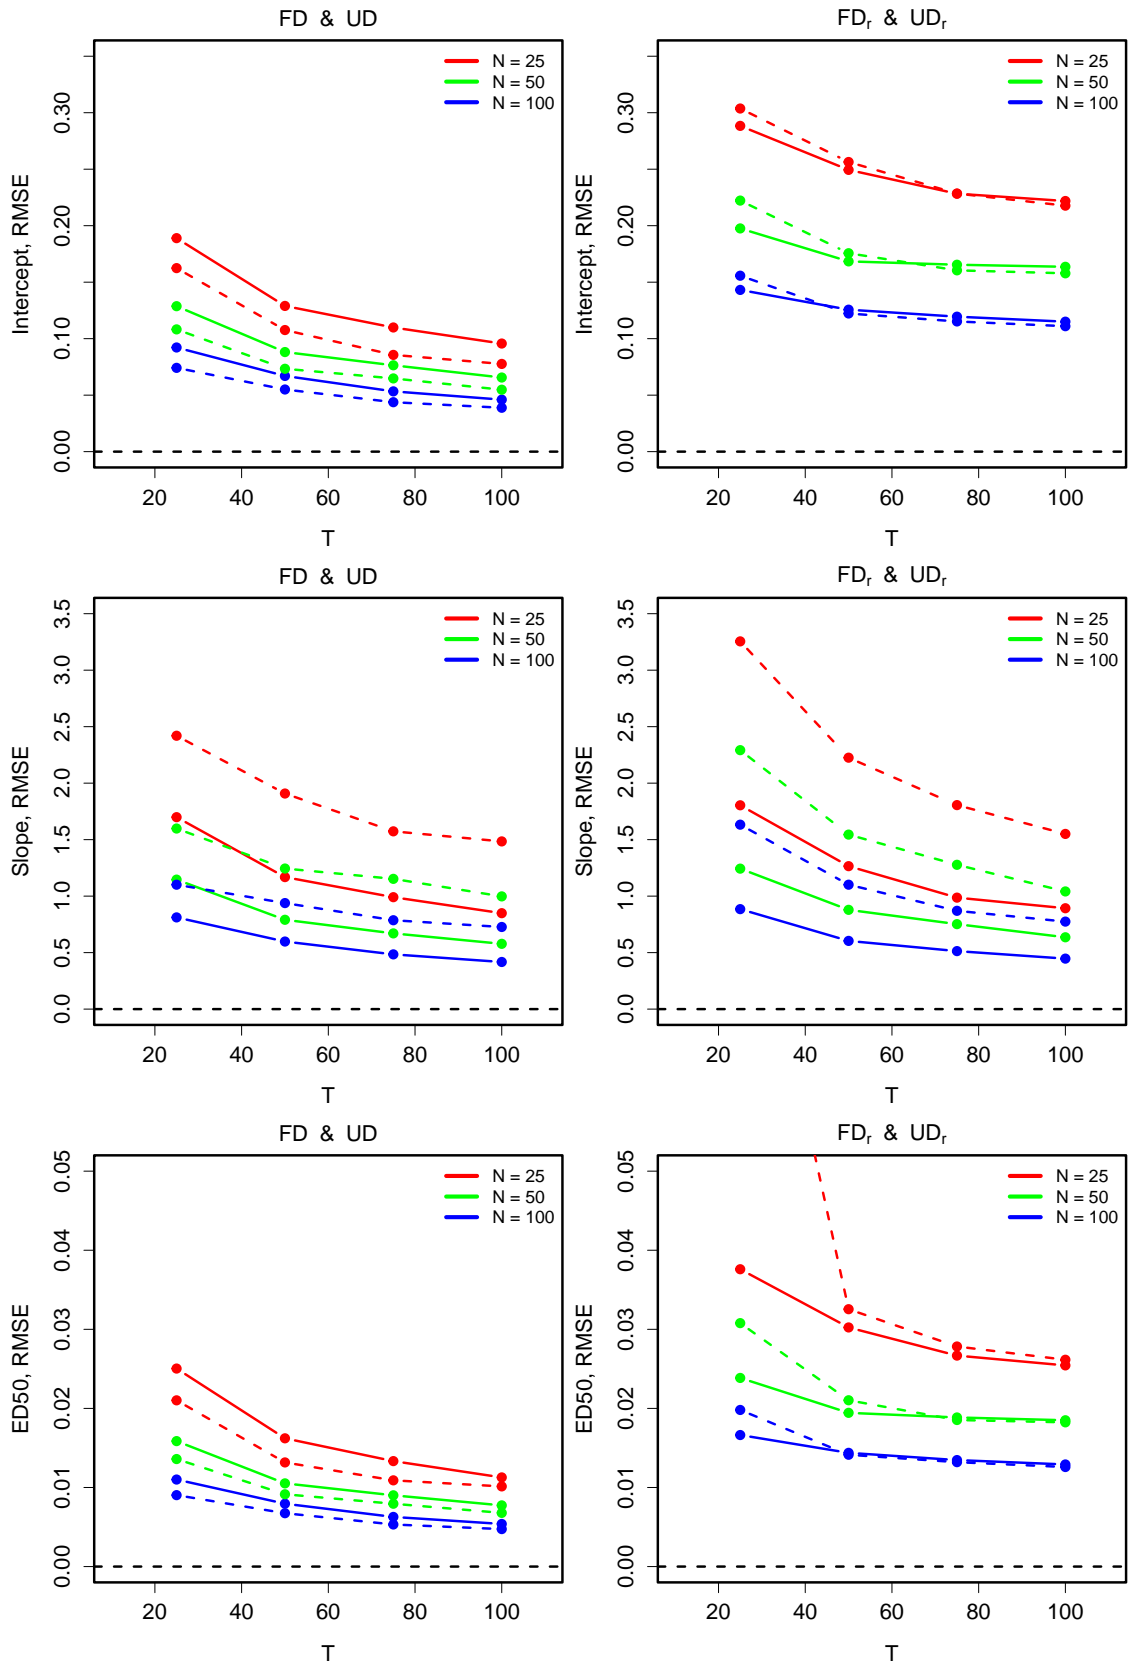 FD & UD
N = 25
N = 50
N = 100
Intercept, RMSE
0.00 0.10 0.20 0.30
20 40 60 80 100
T
FDr & UDr
N = 25
N = 50
N = 100
Intercept, RMSE
0.00 0.10 0.20 0.30
20 40 60 80 100
T
FD & UD
N = 25
N = 50
N = 100
Slope, RMSE
0.0 0.5 1.0 1.5 2.0 2.5 3.0 3.5
20 40 60 80 100
T
FDr & UDr
N = 25
N = 50
N = 100
Slope, RMSE
0.0 0.5 1.0 1.5 2.0 2.5 3.0 3.5
20 40 60 80 100
T
FD & UD
N = 25
N = 50
N = 100
ED50, RMSE
0.00 0.01 0.02 0.03 0.04 0.05
20 40 60 80 100
T
FDr & UDr
N = 25
N = 50
N = 100
ED50, RMSE
0.00 0.01 0.02 0.03 0.04 0.05
20 40 60 80 100
T